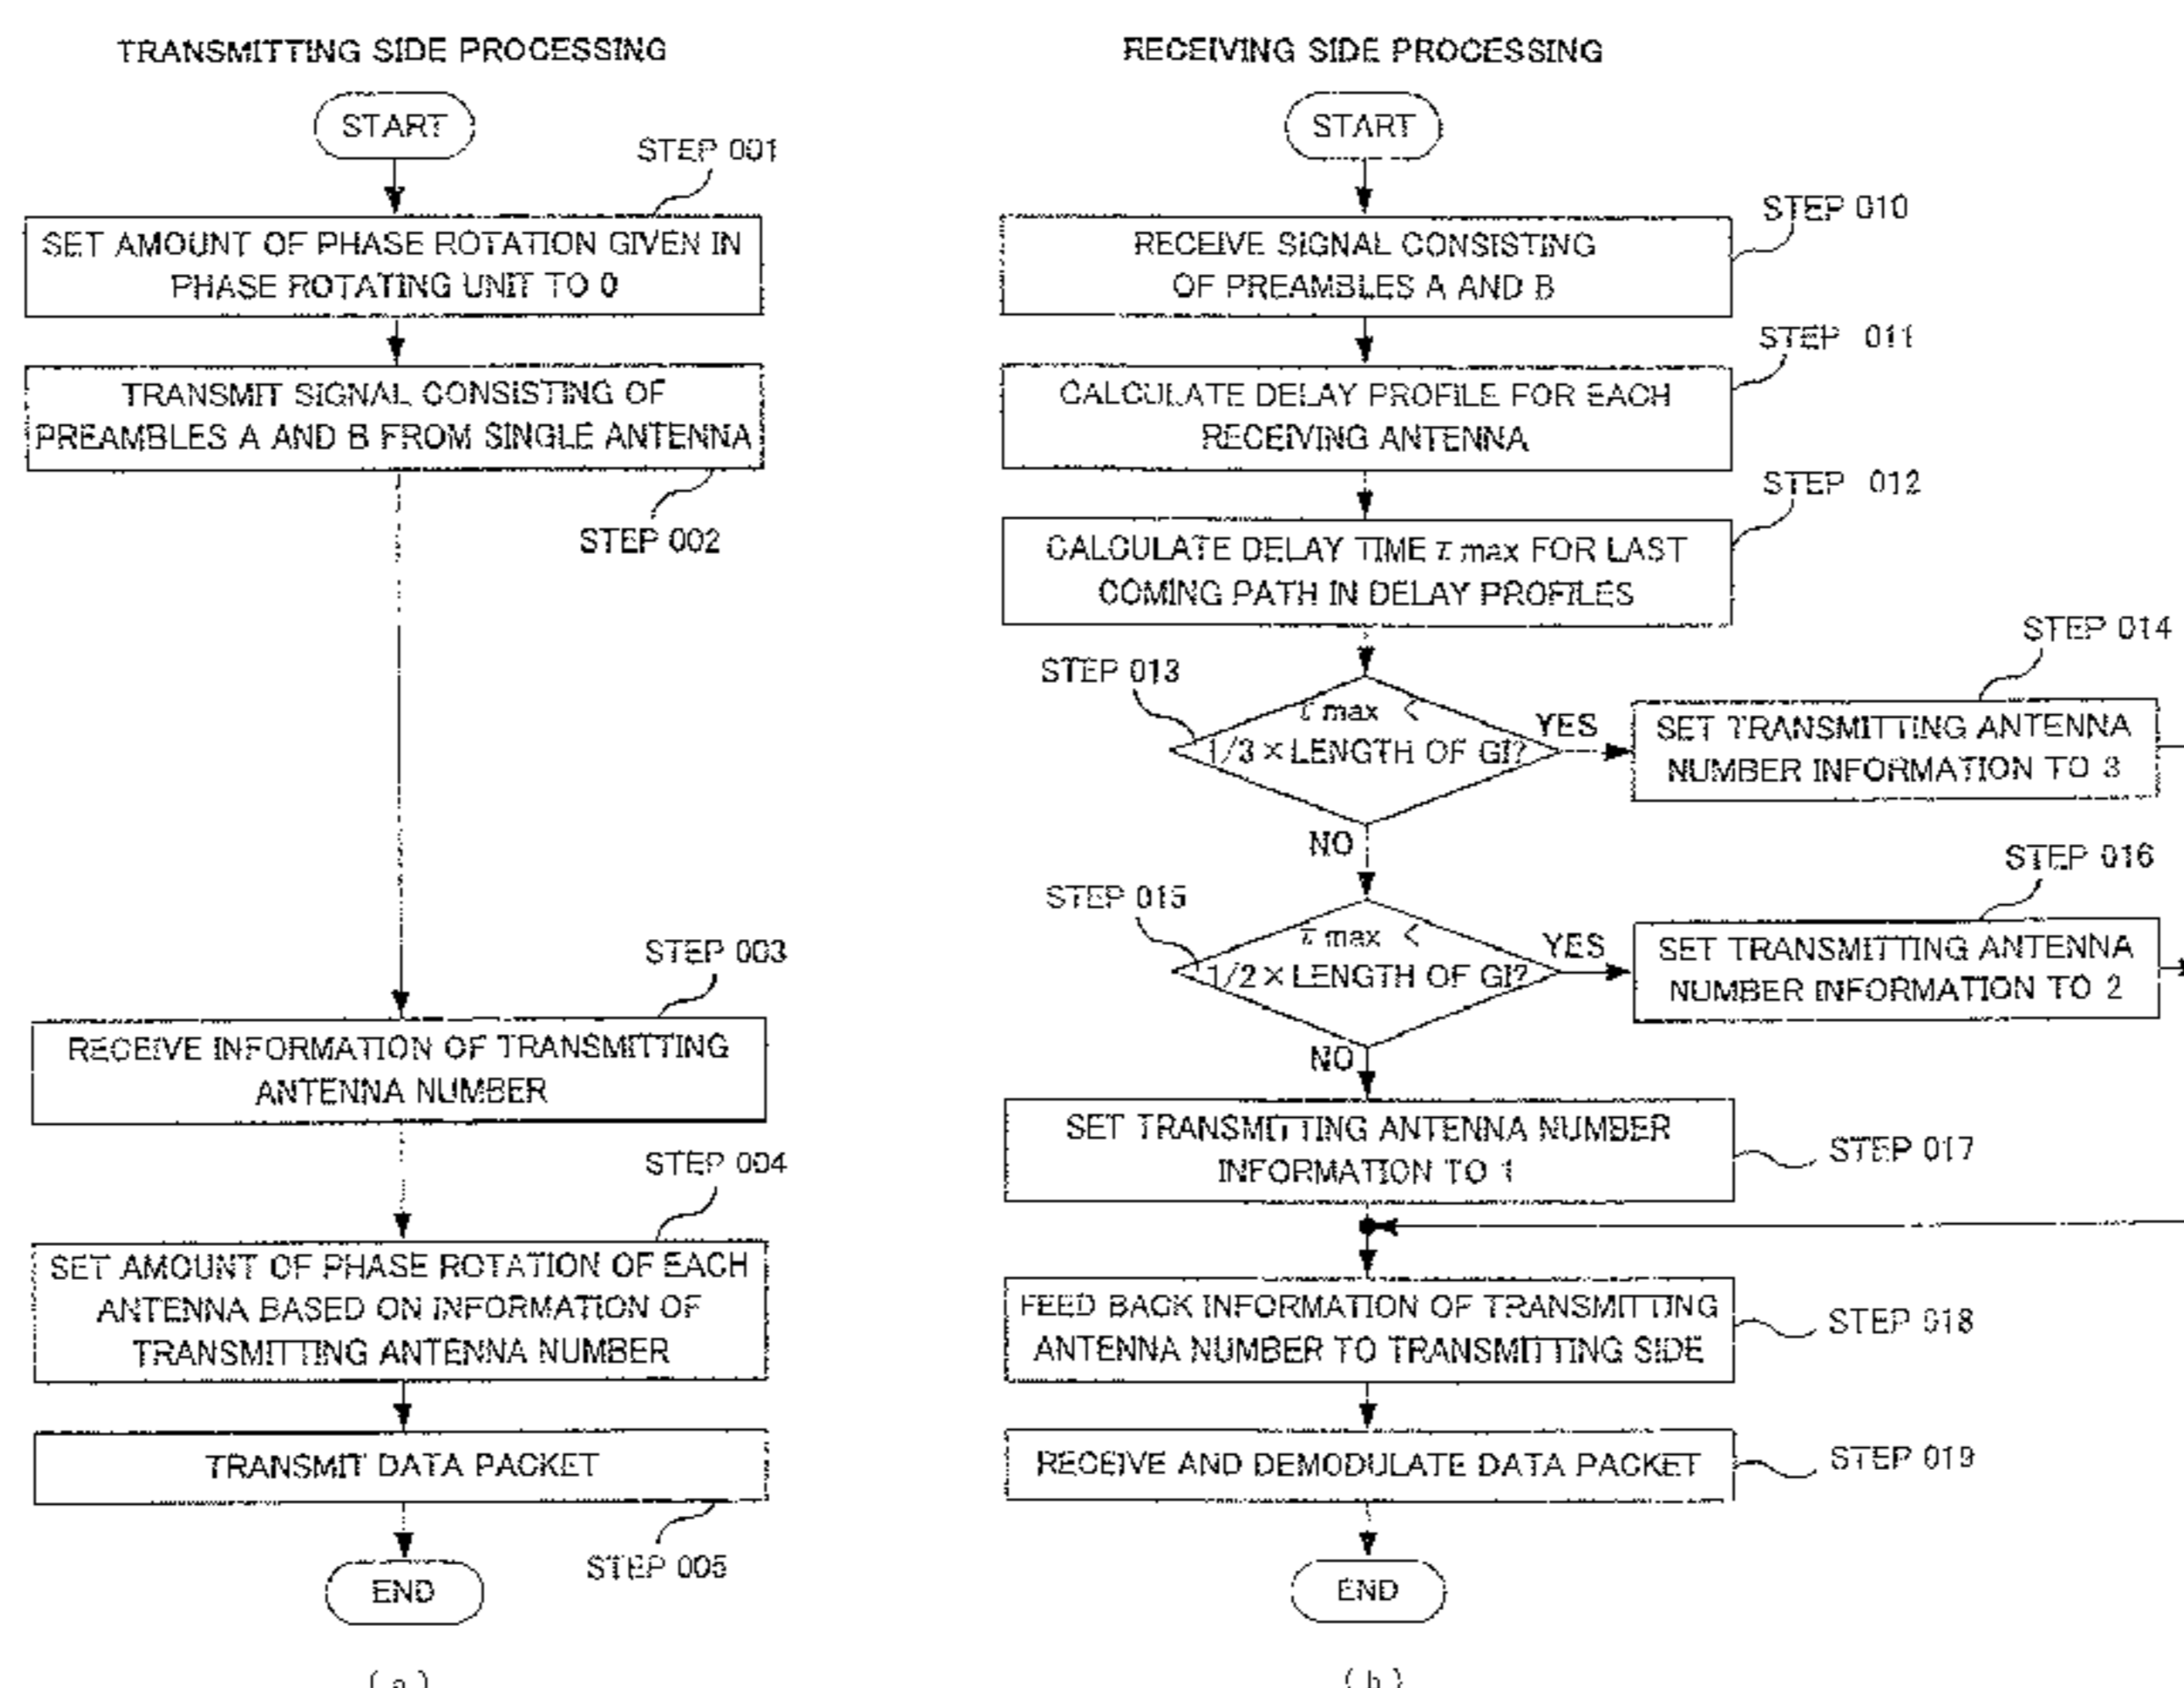 TRANSMITTING SIDE PROCESSING
START
STEP 001
SET AMOUNT OF PHASE ROTATION GIVEN IN
PHASE ROTATING UNIT TO 0
TRANSMIT SIGNAL CONSISTING OF
PREAMBLES A AND B FROM SINGLE ANTENNA
STEP 002
STEP 003
RECEIVE INFORMATION OF TRANSMITTING
ANTENNA NUMBER
STEP 004
SET AMOUNT OF PHASE ROTATION OF EACH
ANTENNA BASED ON INFORMATION OF
TRANSMITTING ANTENNA NUMBER
TRANSMIT DATA PACKET
STEP 005
END
(a)
RECEIVING SIDE PROCESSING
START
STEP 010
RECEIVE SIGNAL CONSISTING
OF PREAMBLES A AND B
STEP 011
CALCULATE DELAY PROFILE FOR EACH
RECEIVING ANTENNA
STEP 012
CALCULATE DELAY TIME τ max FOR LAST
COMING PATH IN DELAY PROFILES
STEP 013
τ max <
1/3 × LENGTH OF GI?
YES
STEP 014
SET TRANSMITTING ANTENNA
NUMBER INFORMATION TO 3
NO
STEP 015
τ max <
1/2 × LENGTH OF GI?
YES
STEP 016
SET TRANSMITTING ANTENNA
NUMBER INFORMATION TO 2
NO
SET TRANSMITTING ANTENNA NUMBER
INFORMATION TO 1
STEP 017
FEED BACK INFORMATION OF TRANSMITTING
ANTENNA NUMBER TO TRANSMITTING SIDE
STEP 018
RECEIVE AND DEMODULATE DATA PACKET
STEP 019
END
(b)